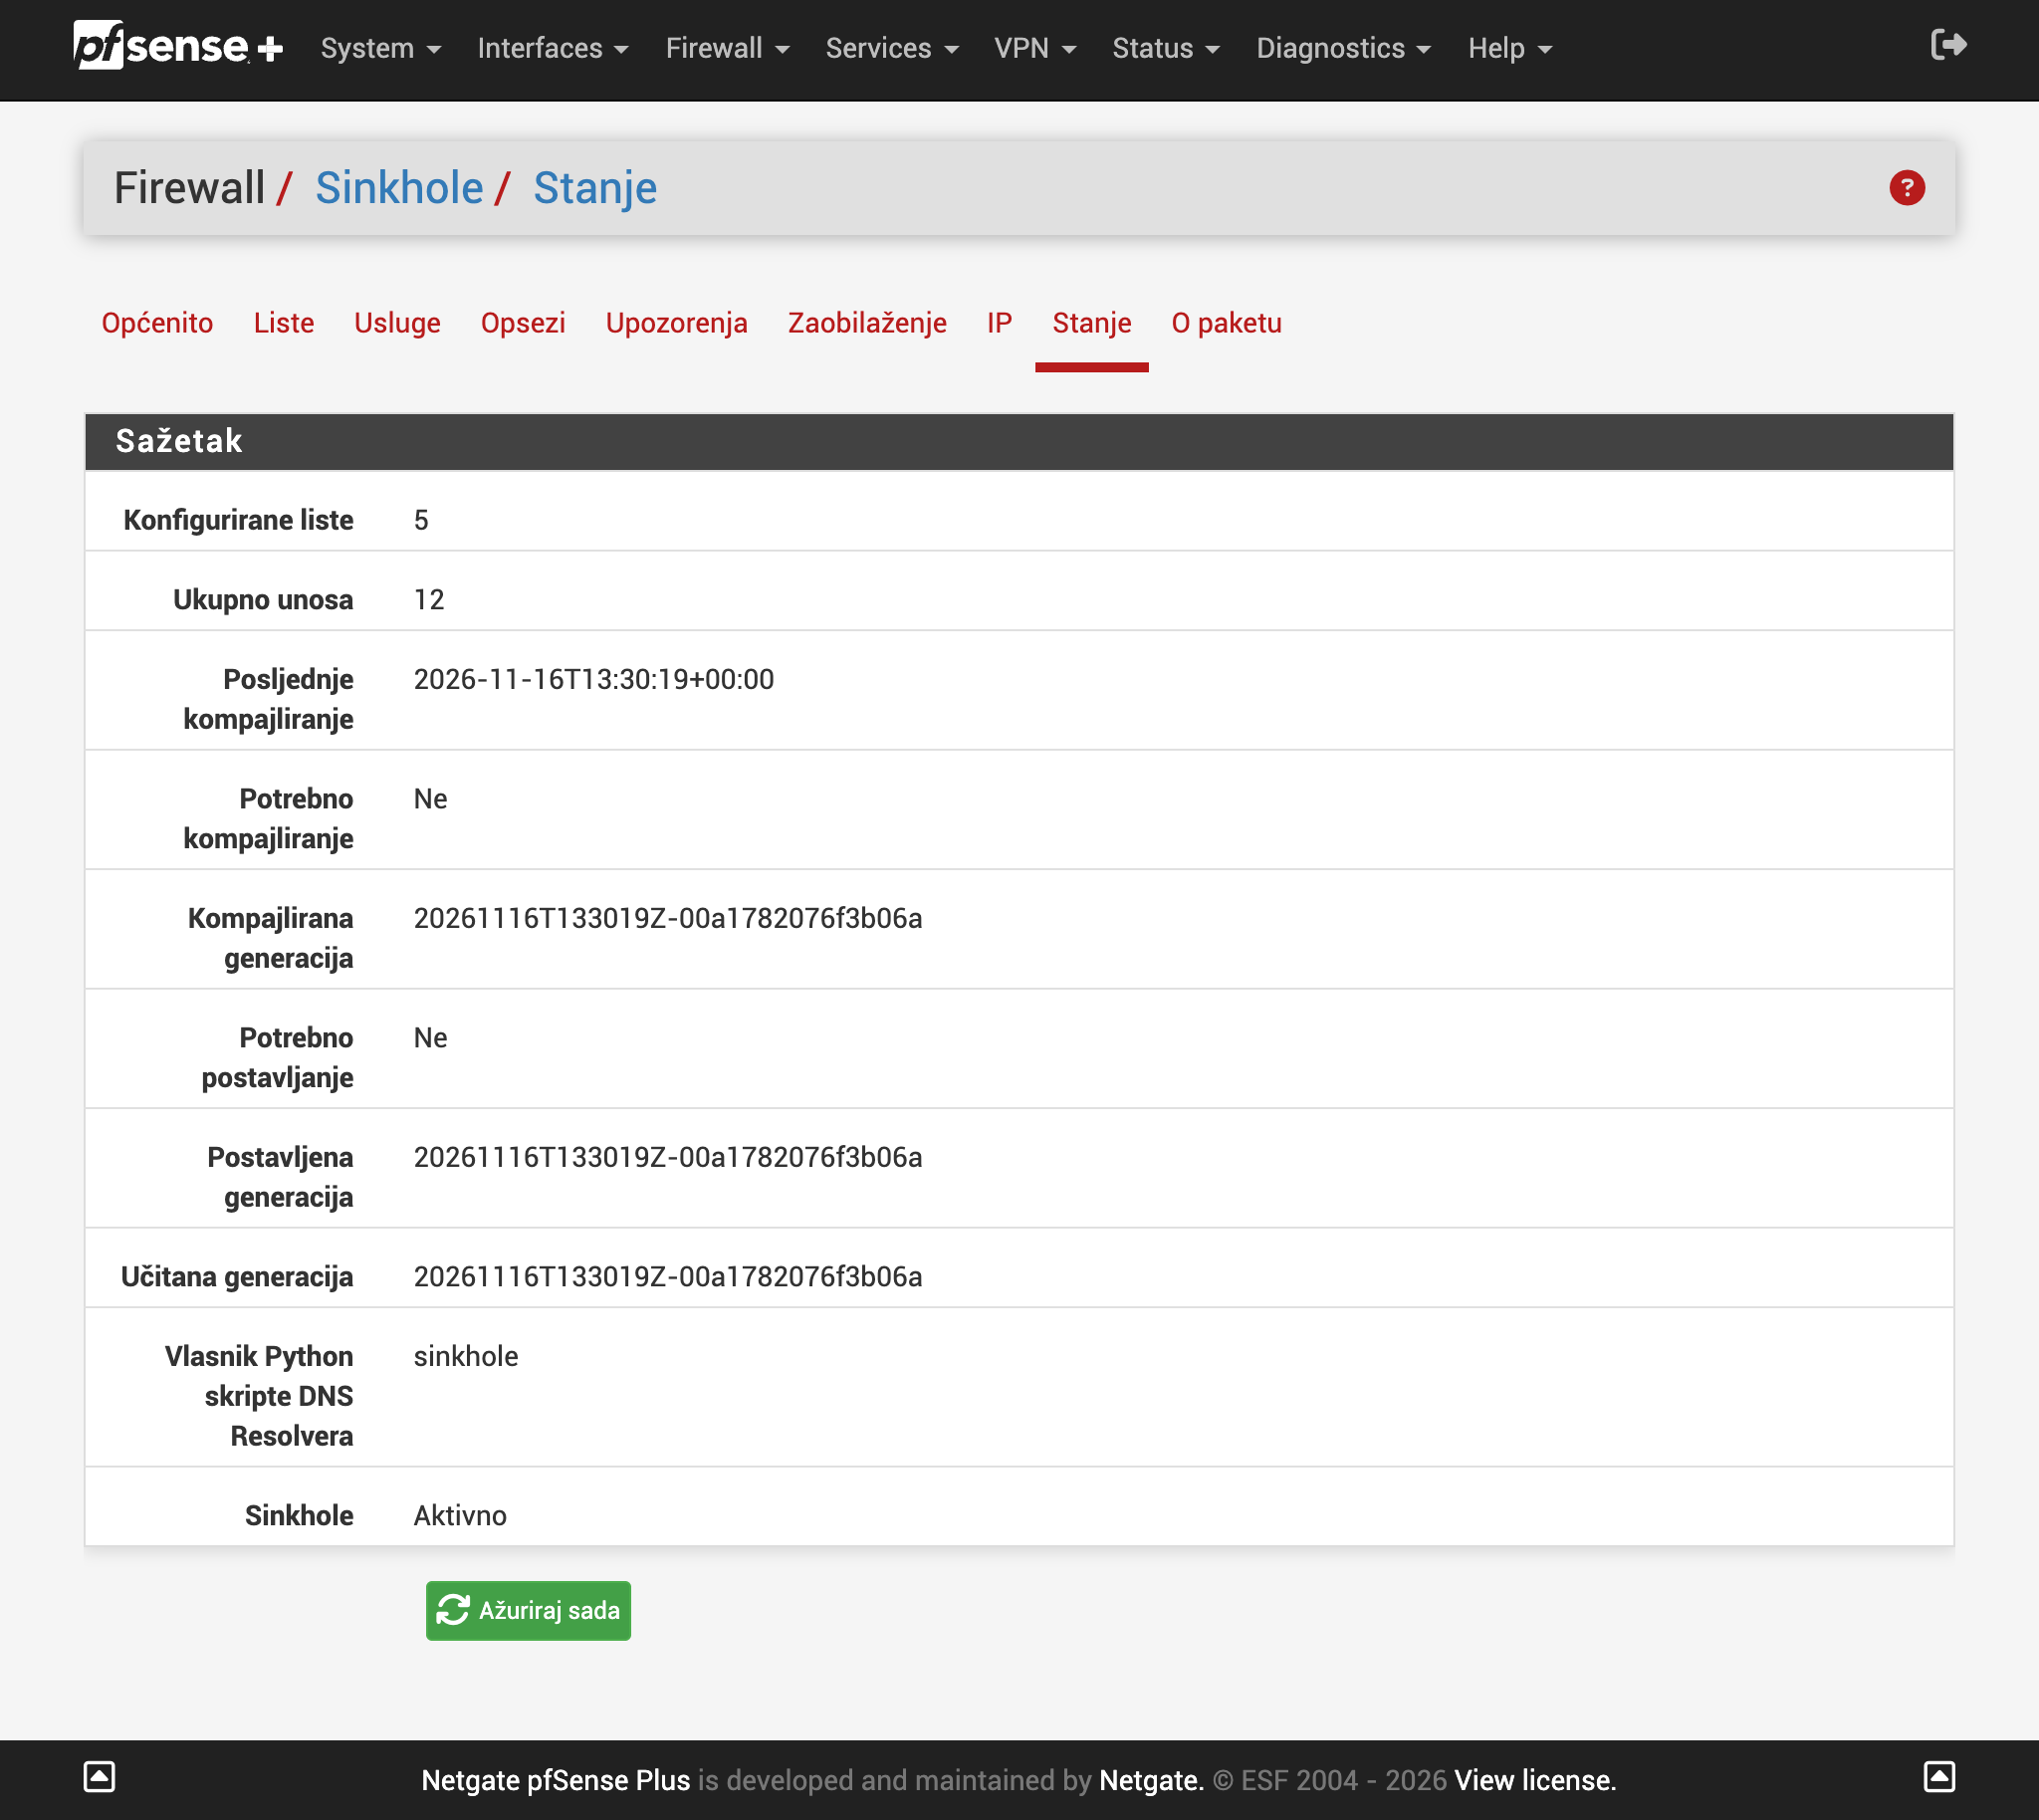 pfsense+ System Interfaces Firewall Services VPN Status Diagnostics Help
Firewall / Sinkhole / Stanje
?
Općenito Liste Usluge Opsezi Upozorenja Zaobilaženje IP Stanje O paketu
Sažetak
Konfigurirane liste 5
Ukupno unosa 12
Posljednje kompajliranje 2026-11-16T13:30:19+00:00
Potrebno kompajliranje Ne
Kompajlirana generacija 20261116T133019Z-00a1782076f3b06a
Potrebno postavljanje Ne
Postavljena generacija 20261116T133019Z-00a1782076f3b06a
Učitana generacija 20261116T133019Z-00a1782076f3b06a
Vlasnik Python skripte DNS Resolvera sinkhole
Sinkhole Aktivno
Ažuriraj sada
Netgate pfSense Plus is developed and maintained by Netgate. © ESF 2004 - 2026 View license.